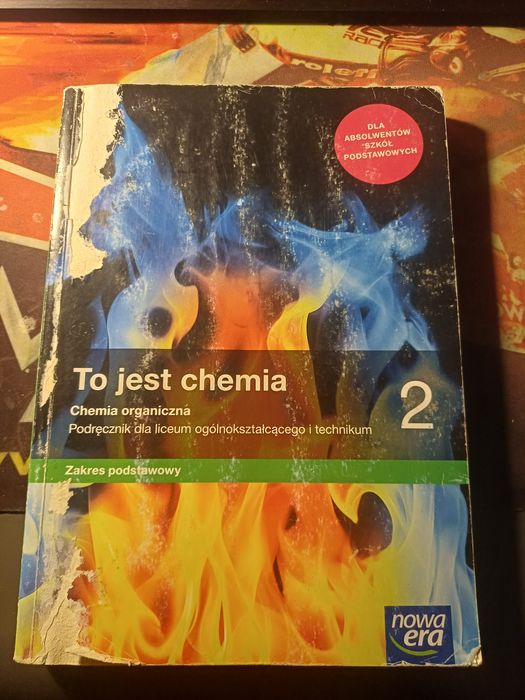 DLA
ABSOLWENTÓW
SZKÓŁ
PODSTAWOWYCH
To jest chemia
2
Chemia organiczna
Podręcznik dla liceum ogólnokształcącego i technikum
Zakres podstawowy
nowa
era